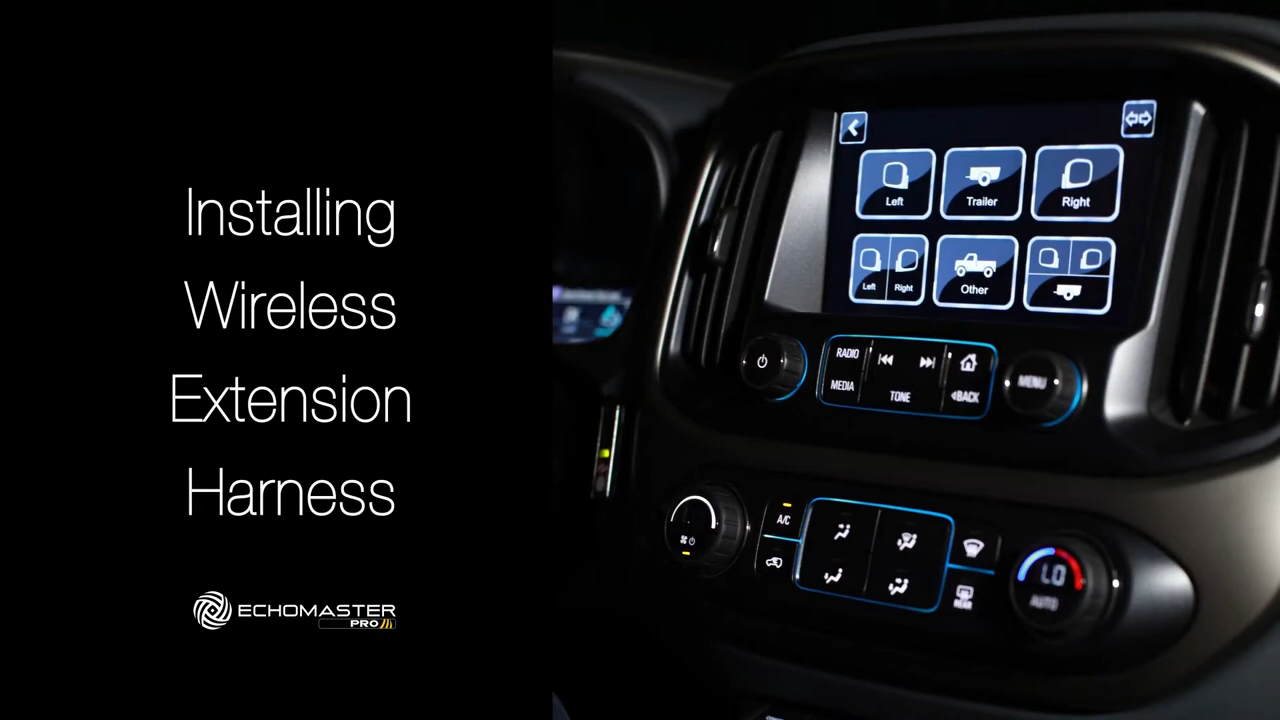 Installing
Wireless
Extension
Harness
ECHOMASTER
PRO
Left
Trailer
Right
Left
Right
Other
RADIO
MEDIA
TONE
BACK
MENU
A/C
REAR
LO
AUTO